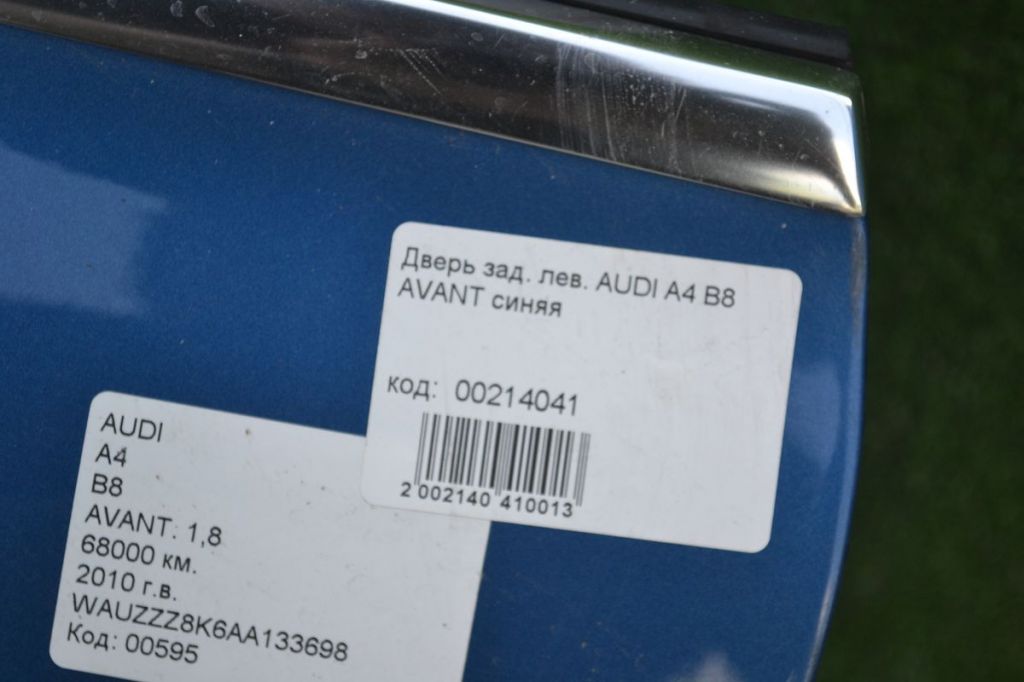 Дверь зад. лев. AUDI A4 B8
AVANT синяя
код: 00214041
2 002140 410013
AUDI
A4
B8
AVANT. 1,8
68000 км.
2010 г.в.
WAUZZZ8K6AA133698
Код: 00595